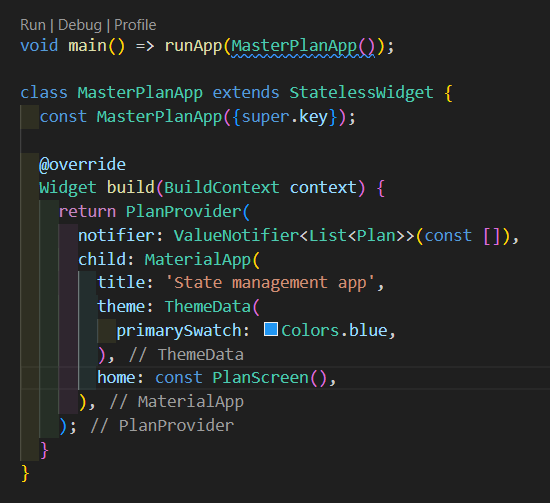 Run | Debug | Profile
void main() => runApp(MasterPlanApp());
class MasterPlanApp extends StatelessWidget {
const MasterPlanApp({super.key});
@override
Widget build(BuildContext context) {
return PlanProvider(
notifier: ValueNotifier<List<Plan>>(const []),
child: MaterialApp(
title: 'State management app',
theme: ThemeData(
primarySwatch: Colors.blue,
), // ThemeData
home: const PlanScreen(),
), // MaterialApp
); // PlanProvider
}
}